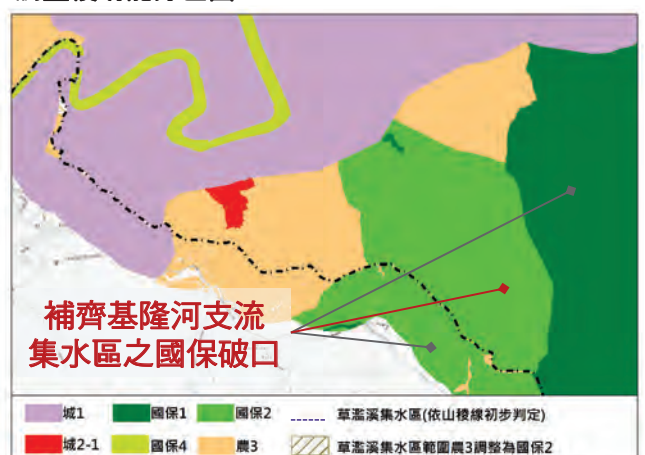 補齊基隆河支流
集水區之國保破口
城1 國保1 國保2 草濫溪集水區(依山稜線初步判定)
城2-1 國保4 農3 草濫溪集水區範圍農3調整為國保2